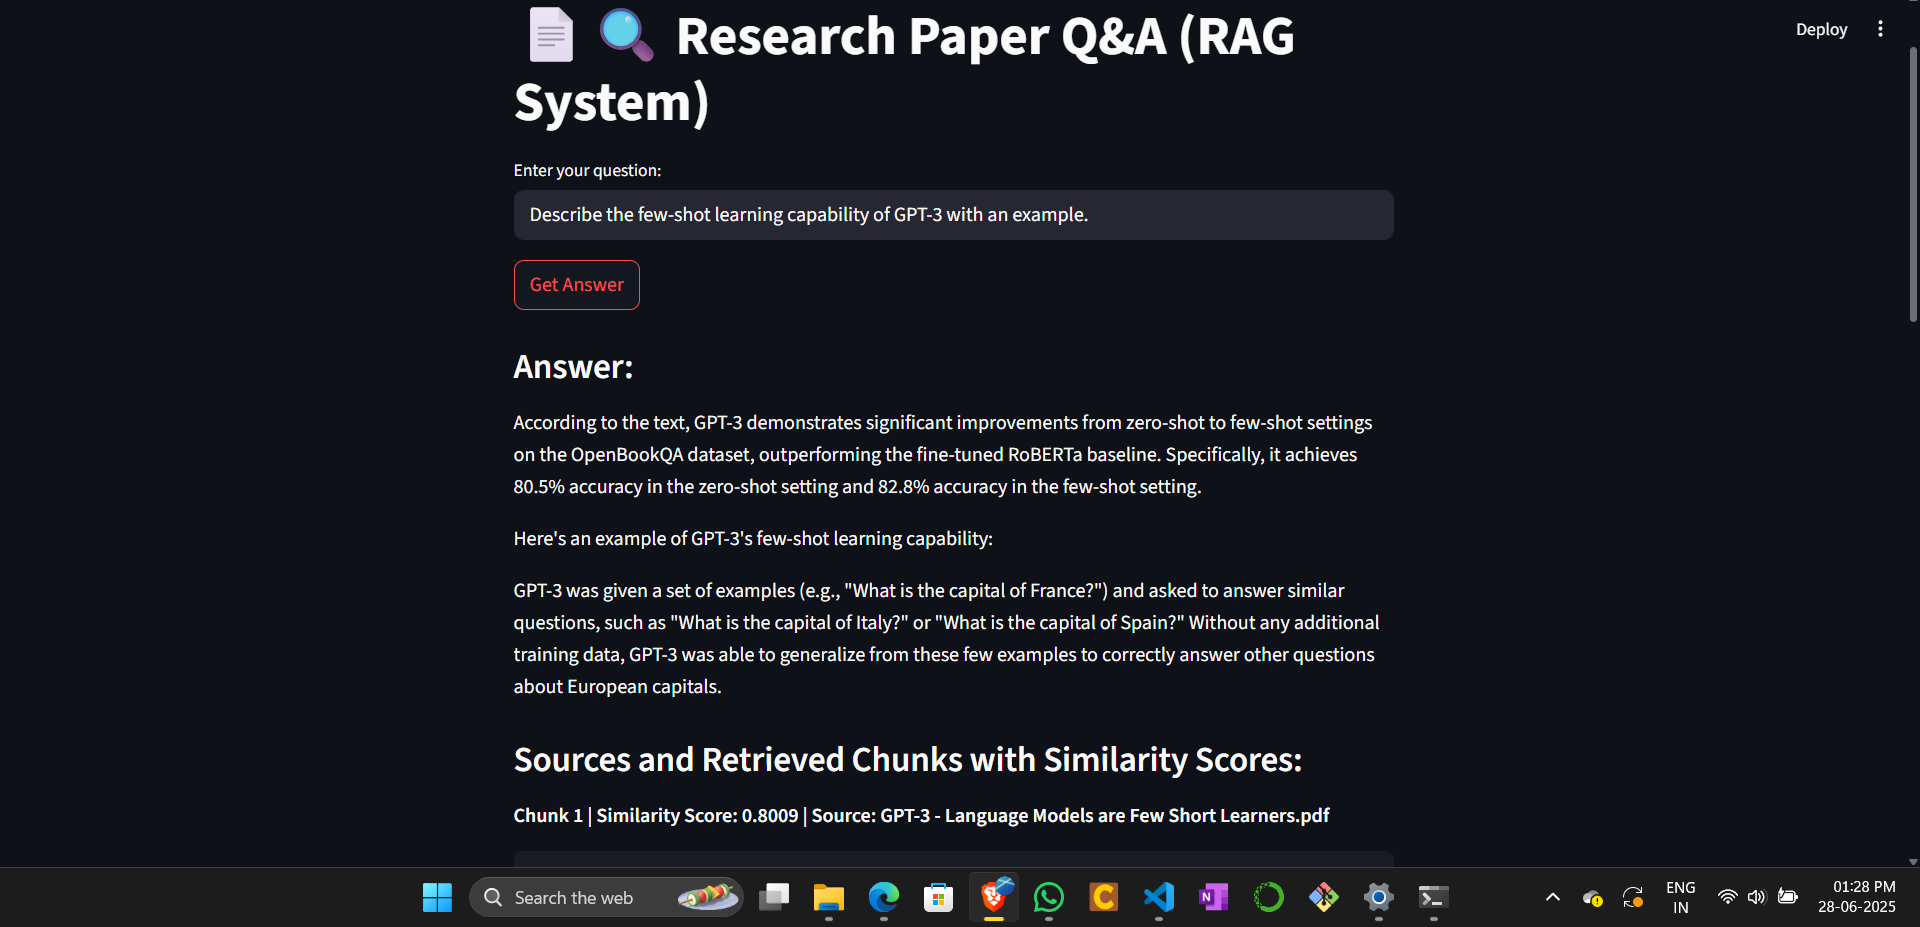 Research Paper Q&A (RAG
System)
Deploy
Enter your question:
Describe the few-shot learning capability of GPT-3 with an example.
Get Answer
Answer:
According to the text, GPT-3 demonstrates significant improvements from zero-shot to few-shot settings
on the OpenBookQA dataset, outperforming the fine-tuned RoBERTa baseline. Specifically, it achieves
80.5% accuracy in the zero-shot setting and 82.8% accuracy in the few-shot setting.
Here's an example of GPT-3's few-shot learning capability:
GPT-3 was given a set of examples (e.g., "What is the capital of France?") and asked to answer similar
questions, such as "What is the capital of Italy?" or "What is the capital of Spain?" Without any additional
training data, GPT-3 was able to generalize from these few examples to correctly answer other questions
about European capitals.
Sources and Retrieved Chunks with Similarity Scores:
Chunk 1 | Similarity Score: 0.8009 | Source: GPT-3 - Language Models are Few Short Learners.pdf
Search the web
ENG
IN
01:28 PM
28-06-2025